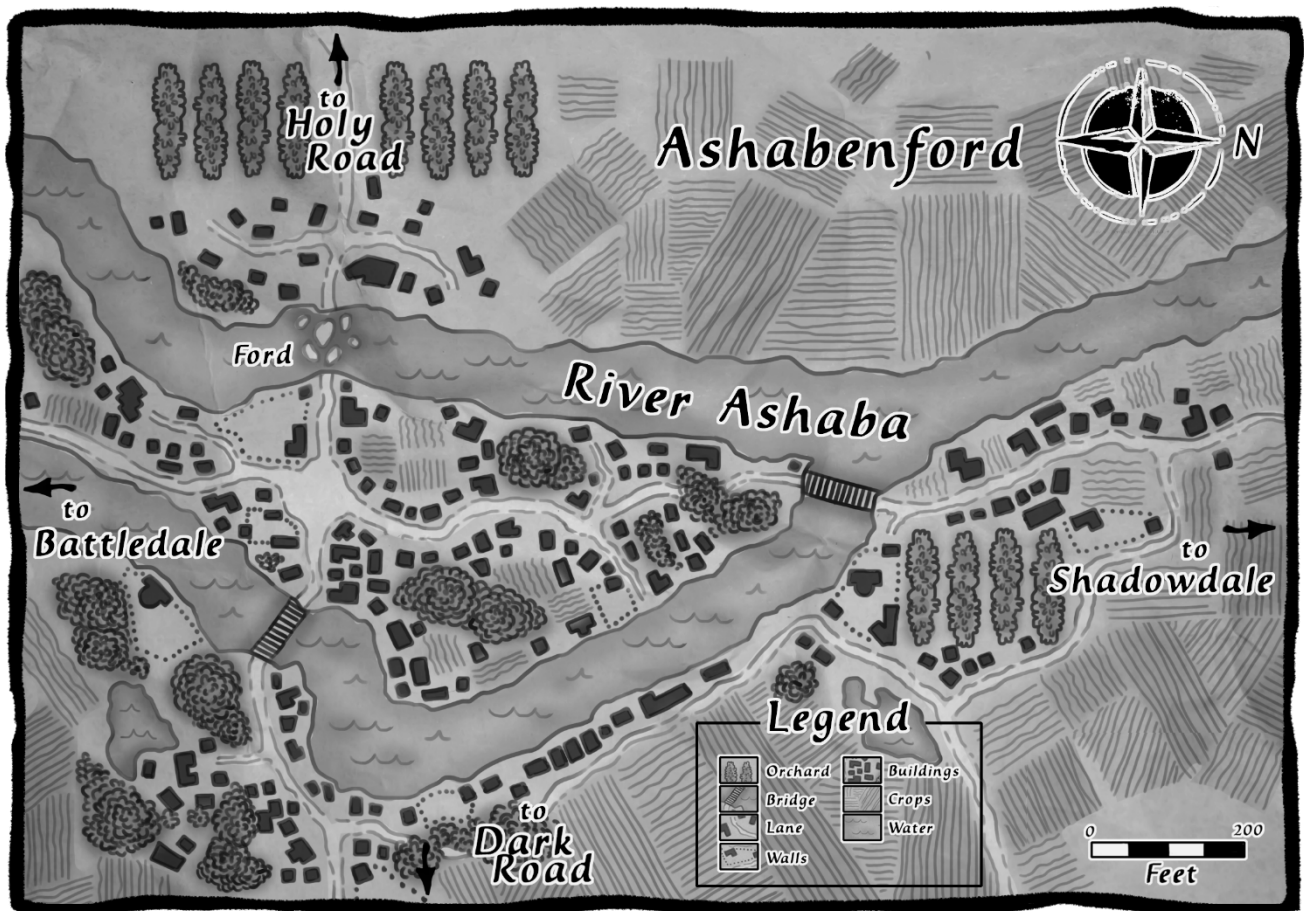 to
Holy
Road
Ashabenford
N
Ford
River Ashaba
to
Battledale
to
Shadowdale
to
Dark
Road
Legend
Orchard
Bridge
Lane
Walls
Buildings
Crops
Water
0 200
Feet